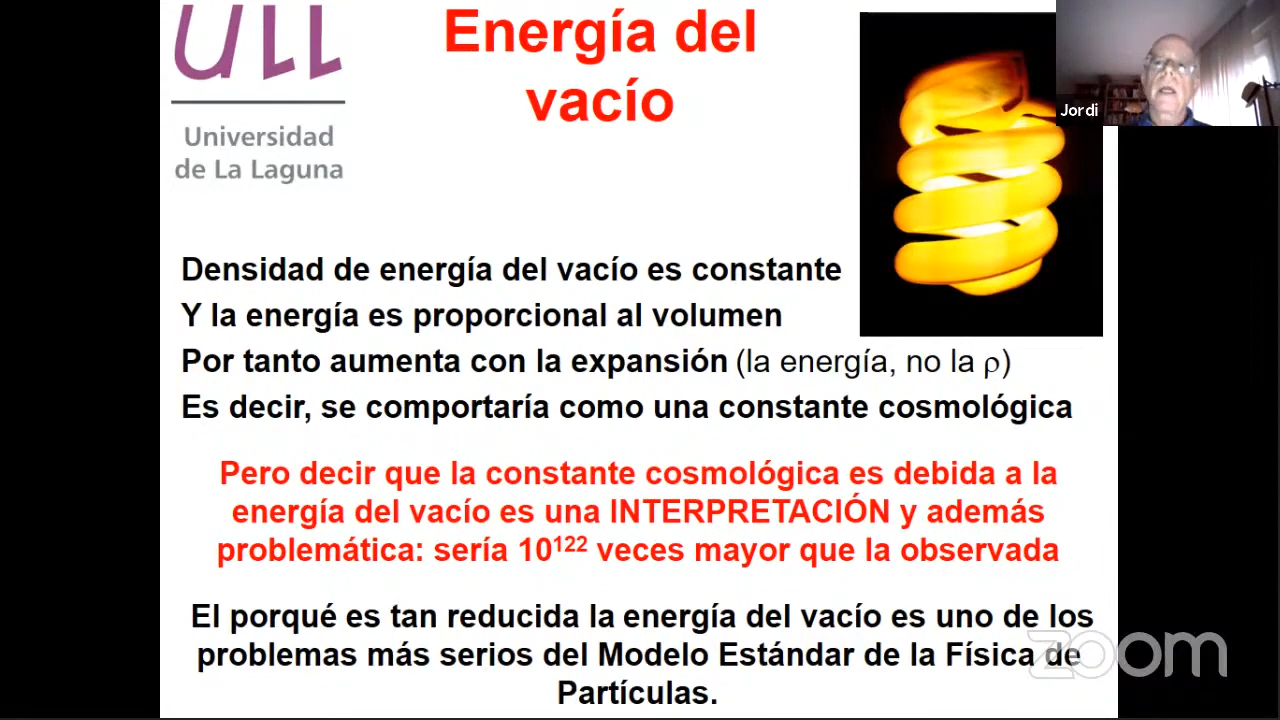 ULL
Universidad
de La Laguna
Energía del
vacío
Jordi
Densidad de energía del vacío es constante
Y la energía es proporcional al volumen
Por tanto aumenta con la expansión (la energía, no la ρ)
Es decir, se comportaría como una constante cosmológica
Pero decir que la constante cosmológica es debida a la
energía del vacío es una INTERPRETACIÓN y además
problemática: sería 10¹²² veces mayor que la observada
El porqué es tan reducida la energía del vacío es uno de los
problemas más serios del Modelo Estándar de la Física de
Partículas.
zoom